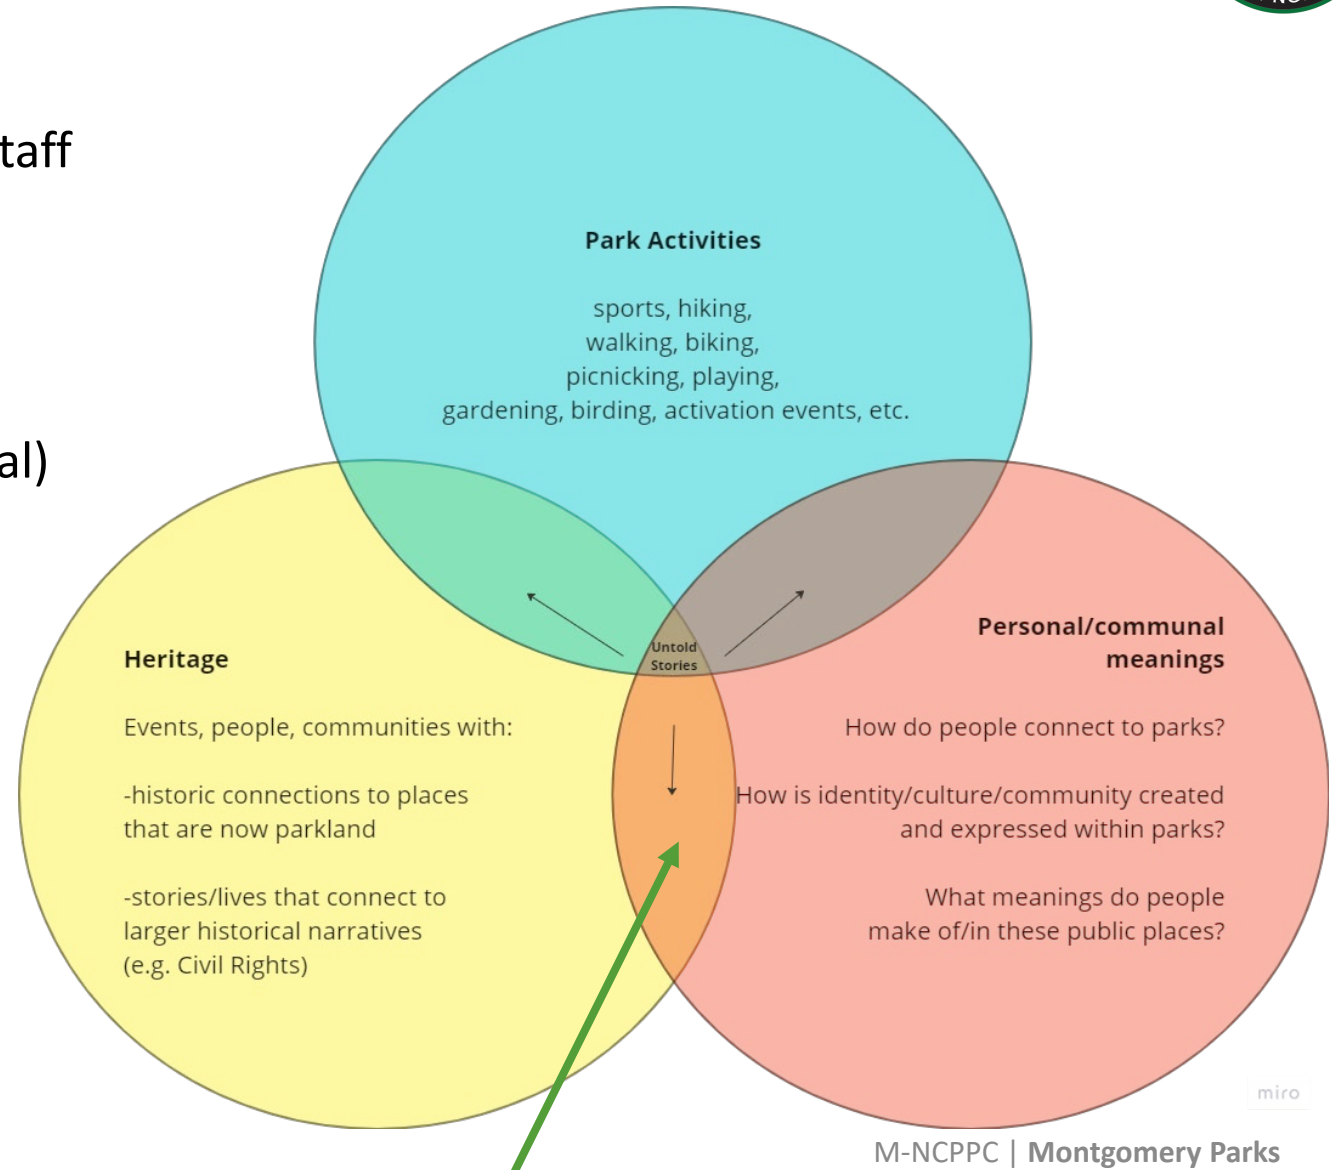 taff
al)
Park Activities
sports, hiking,
walking, biking,
picnicking, playing,
gardening, birding, activation events, etc.
Untold
Stories
Heritage
Events, people, communities with:
-historic connections to places
that are now parkland
-stories/lives that connect to
larger historical narratives
(e.g. Civil Rights)
Personal/communal
meanings
How do people connect to parks?
How is identity/culture/community created
and expressed within parks?
What meanings do people
make of/in these public places?
miro
M-NCPPC | Montgomery Parks